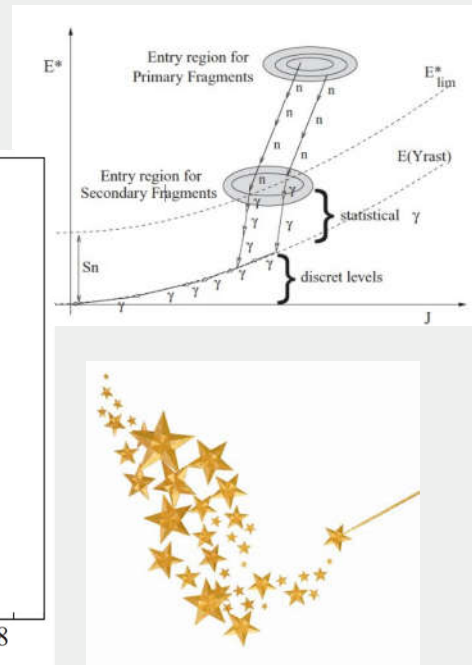 Entry region for
Primary Fragments
E*
E*lim
n n
n n
n
n
E(Yrast)
Entry region for
Secondary Fragments
n
γ γ
γ
γ γ
statistical γ
γ
Sn
γ
γ γ
γ
γ
γ
γ
discret levels
J
8